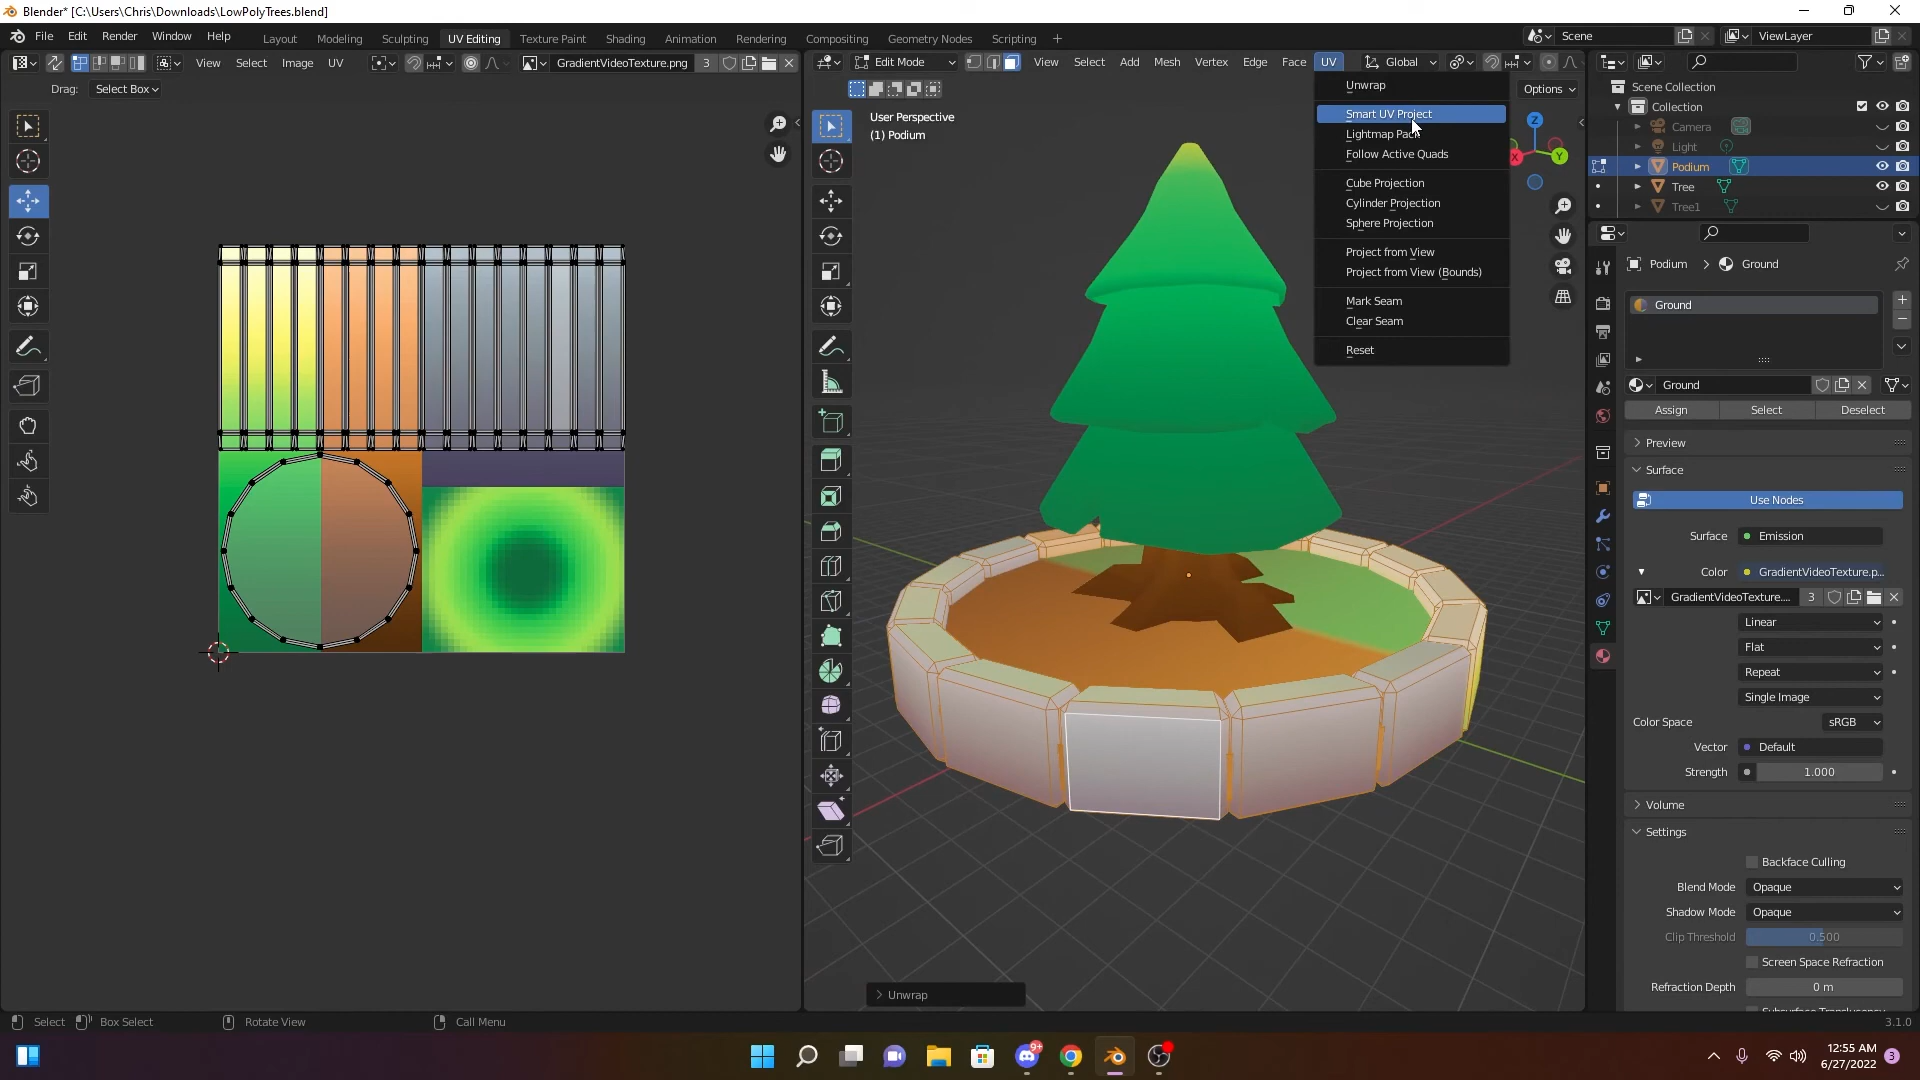 Blender* [C:\Users\Chris\Downloads\LowPolyTrees.blend]
File Edit Render Window Help Layout Modeling Sculpting UV Editing Texture Paint Shading Animation Rendering Compositing Geometry Nodes Scripting + Scene ViewLayer
View Select Image UV GradientVideoTexture.png 3
Edit Mode View Select Add Mesh Vertex Edge Face UV Global
Drag: Select Box
Options
User Perspective
(1) Podium
Unwrap
Smart UV Project
Lightmap Pack
Follow Active Quads
Cube Projection
Cylinder Projection
Sphere Projection
Project from View
Project from View (Bounds)
Mark Seam
Clear Seam
Reset
Z
X
Y
Scene Collection
Collection
Camera
Light
Podium
Tree
Tree1
Podium > Ground
Ground
Ground
Assign Select Deselect
Preview
Surface
Use Nodes
Surface Emission
Color GradientVideoTexture.p...
GradientVideoTexture.... 3
Linear
Flat
Repeat
Single Image
Color Space sRGB
Vector Default
Strength 1.000
Volume
Settings
Backface Culling
Blend Mode Opaque
Shadow Mode Opaque
Clip Threshold 0.500
Screen Space Refraction
Refraction Depth 0 m
Unwrap
Select Box Select Rotate View Call Menu 3.1.0
9+
12:55 AM
6/27/2022
3